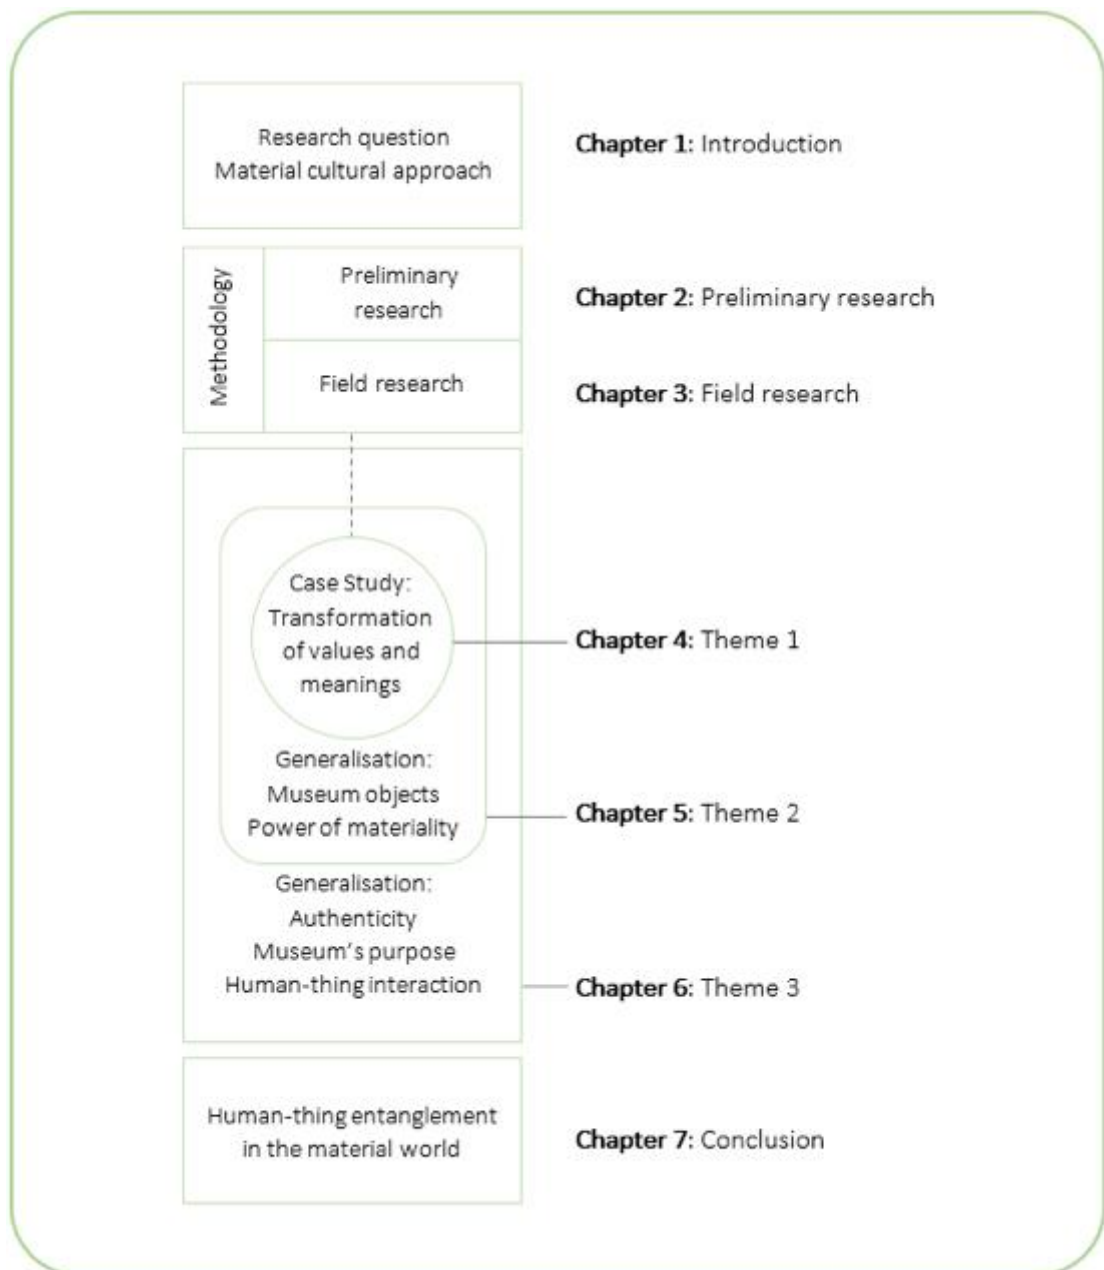 Research question
Material cultural approach
Chapter 1: Introduction
Methodology
Preliminary
research
Chapter 2: Preliminary research
Field research
Chapter 3: Field research
Case Study:
Transformation
of values and
meanings
Chapter 4: Theme 1
Generalisation:
Museum objects
Power of materiality
Chapter 5: Theme 2
Generalisation:
Authenticity
Museum's purpose
Human-thing interaction
Chapter 6: Theme 3
Human-thing entanglement
in the material world
Chapter 7: Conclusion